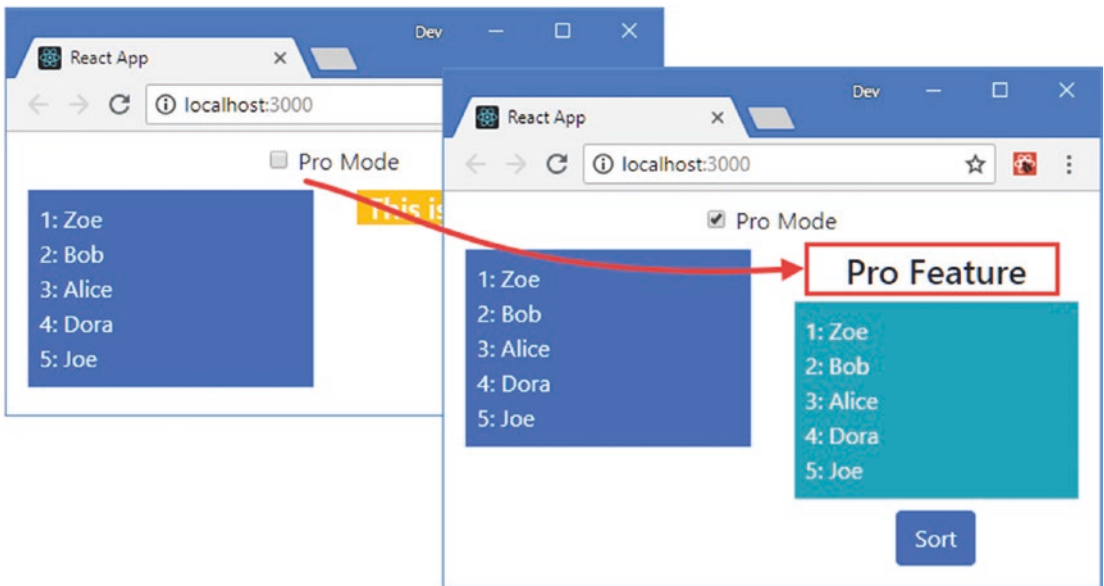 Dev
React App
localhost:3000
Pro Mode
1: Zoe
2: Bob
3: Alice
4: Dora
5: Joe
This is
Dev
React App
localhost:3000
Pro Mode
1: Zoe
2: Bob
3: Alice
4: Dora
5: Joe
Pro Feature
1: Zoe
2: Bob
3: Alice
4: Dora
5: Joe
Sort